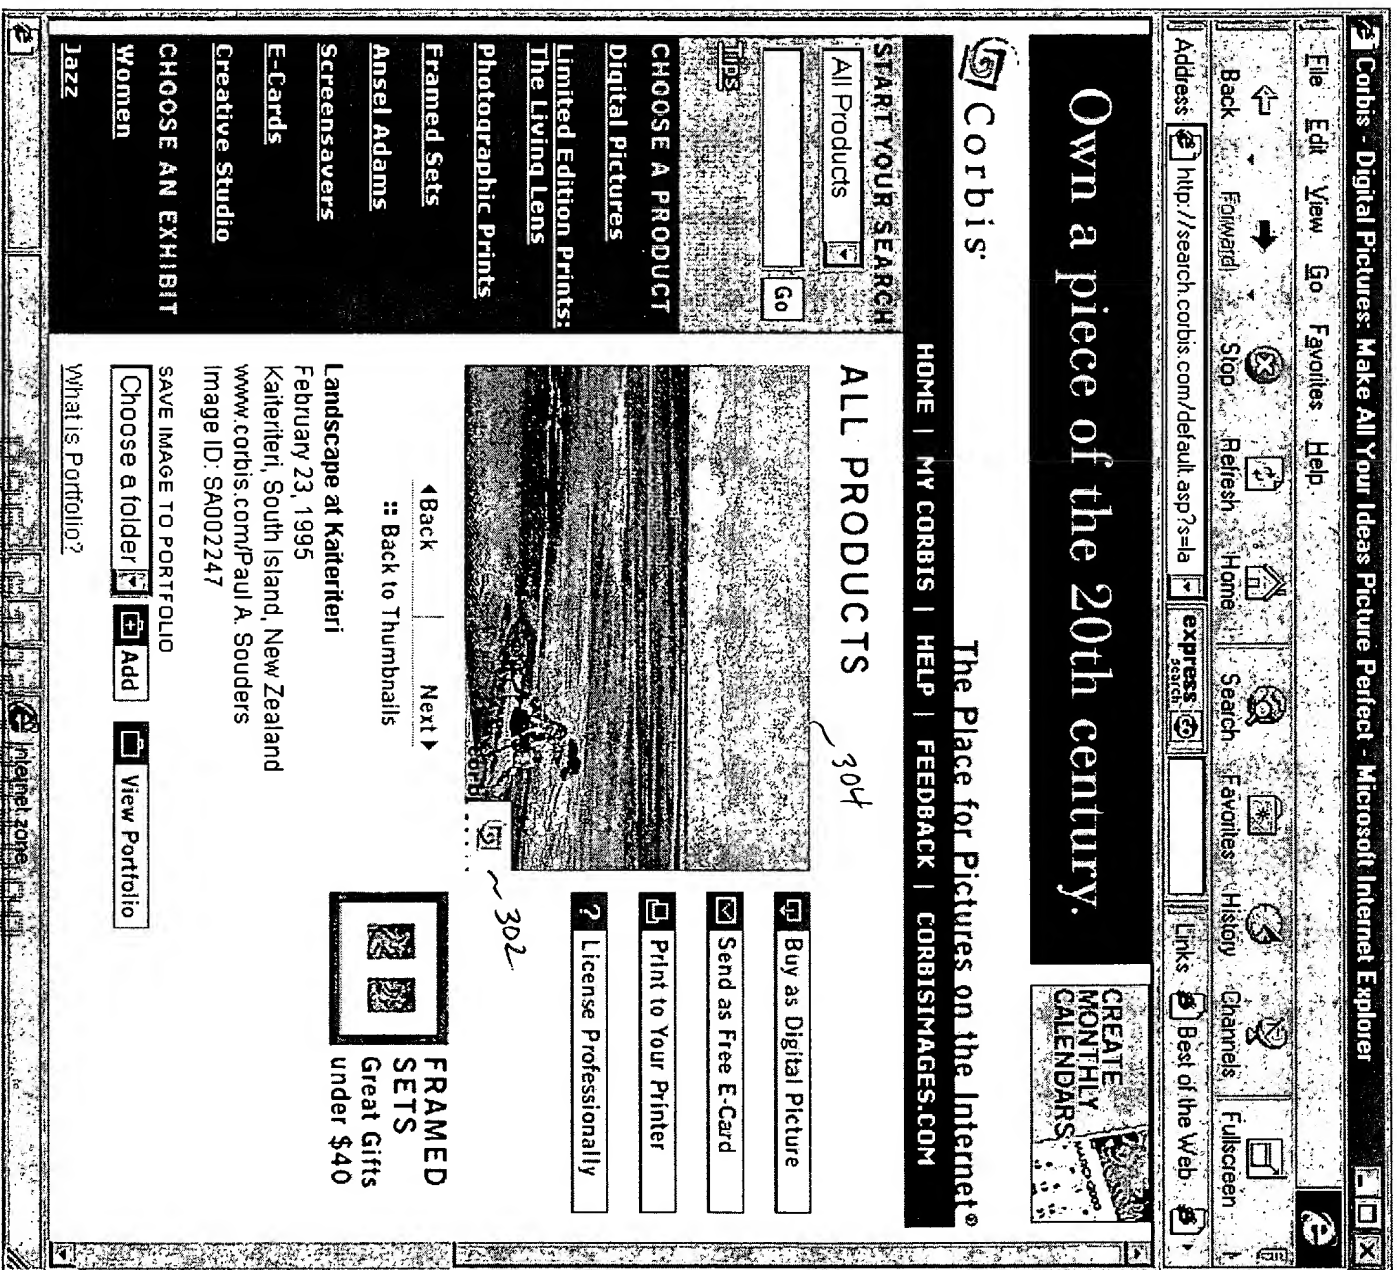 Corbis - Digital Pictures: Make All Your Ideas Picture Perfect - Microsoft Internet Explorer
File Edit View Go Favorites Help
Back Forward Stop Refresh Home Search Favorites History Channels Fullscreen
Address http://search.corbis.com/default.asp?s=la express search Links Best of the Web
Own a piece of the 20th century.
CREATE
MONTHLY
CALENDARS
Corbis
The Place for Pictures on the Internet®
HOME | MY CORBIS | HELP | FEEDBACK | CORBISIMAGES.COM
START YOUR SEARCH
All Products
Go
Tips
CHOOSE A PRODUCT
Digital Pictures
Limited Edition Prints:
The Living Lens
Photographic Prints
Framed Sets
Ansel Adams
Screensavers
E-Cards
Creative Studio
CHOOSE AN EXHIBIT
Women
Jazz
ALL PRODUCTS
~304
Buy as Digital Picture
Send as Free E-Card
Print to Your Printer
? License Professionally
~302
Back Next
:: Back to Thumbnails
Landscape at Kaiteriteri
February 23, 1995
Kaiteriteri, South Island, New Zealand
www.corbis.com/Paul A. Souders
Image ID: SA002247
SAVE IMAGE TO PORTFOLIO
Choose a folder Add View Portfolio
What is Portfolio?
FRAMED
SETS
Great Gifts
under $40
Internet zone